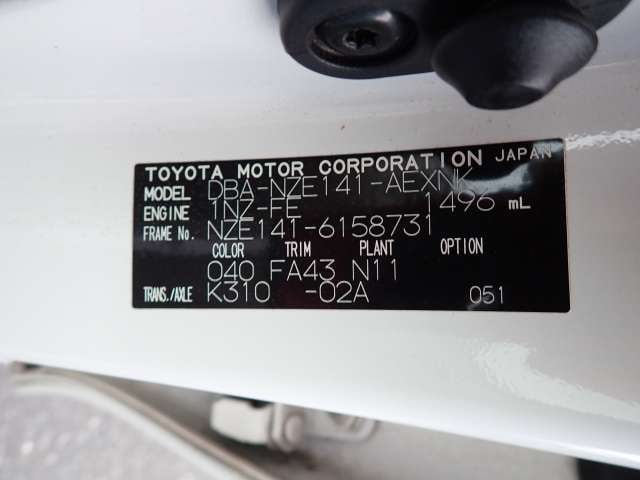 TOYOTA MOTOR CORPORATION JAPAN
MODEL DBA-NZE141-AEXNK
ENGINE 1NZ-FE 1496 mL
FRAME No. NZE141-6158731
COLOR TRIM PLANT OPTION
040 FA43 N11
TRANS./AXLE K310 -02A 051